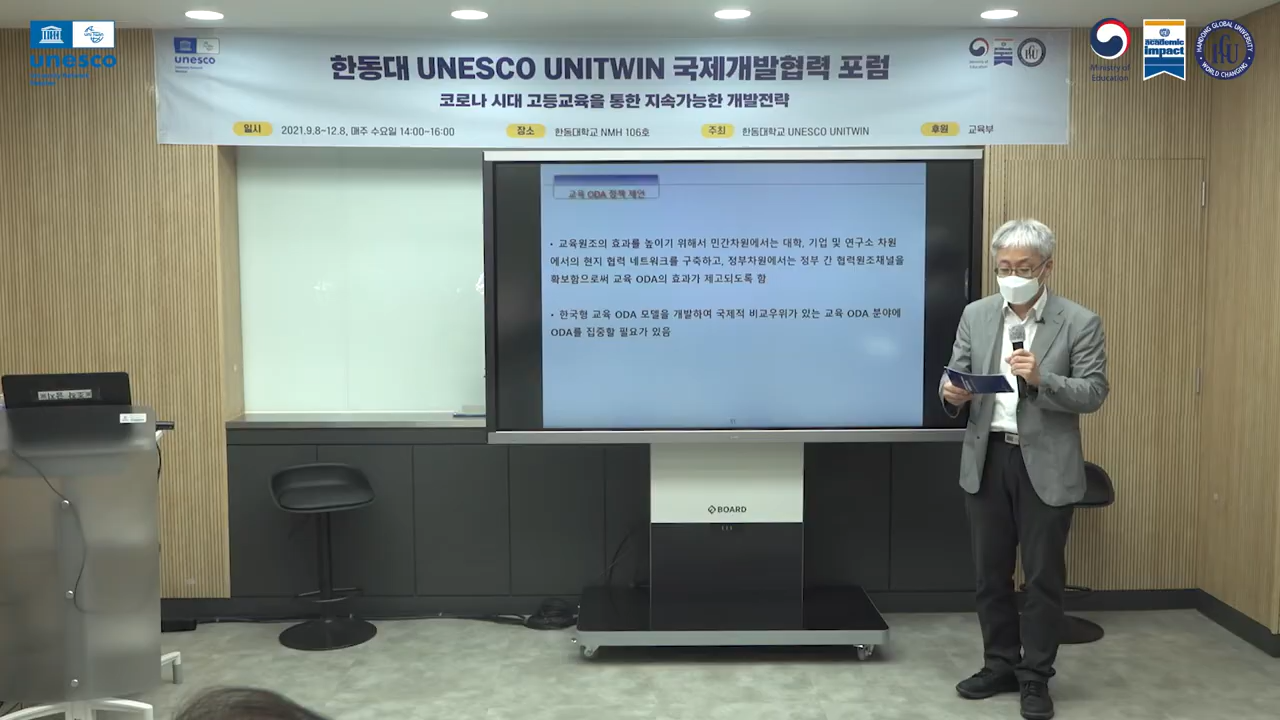 unesco
Ministry of
Education
academic
impact
HANDONG GLOBAL UNIVERSITY
WORLD CHANGING
unesco
한동대 UNESCO UNITWIN 국제개발협력 포럼
코로나 시대 고등교육을 통한 지속가능한 개발전략
일시 2021.9.8-12.8, 매주 수요일 14:00-16:00 장소 한동대학교 NMH 106호 주최 한동대학교 UNESCO UNITWIN 후원 교육부
교육 ODA 정책 제언
• 교육원조의 효과를 높이기 위해서 민간차원에서는 대학, 기업 및 연구소 차원
에서의 현지 협력 네트워크를 구축하고, 정부차원에서는 정부 간 협력원조채널을
확보함으로써 교육 ODA의 효과가 제고되도록 함
• 한국형 교육 ODA 모델을 개발하여 국제적 비교우위가 있는 교육 ODA 분야에
ODA를 집중할 필요가 있음
BOARD